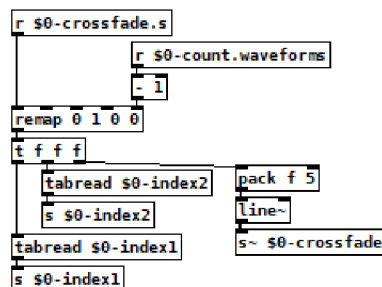 r $0-crossfade.s
r $0-count.waveforms
- 1
remap 0 1 0 0
t f f f
tabread $0-index2
pack f 5
s $0-index2
line~
tabread $0-index1
s~ $0-crossfade
s $0-index1